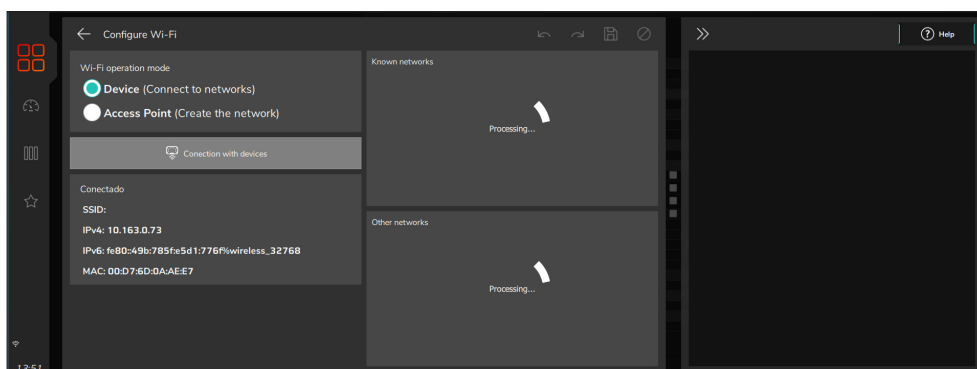 Configure Wi-Fi
Help
Wi-Fi operation mode
Device (Connect to networks)
Access Point (Create the network)
Conection with devices
Conectado
SSID:
IPv4: 10.163.0.73
IPv6: fe80::49b:785f:e5d1:776f%wireless_32768
MAC: 00:D7:6D:0A:AE:E7
Known networks
Processing...
Other networks
Processing...
13:51